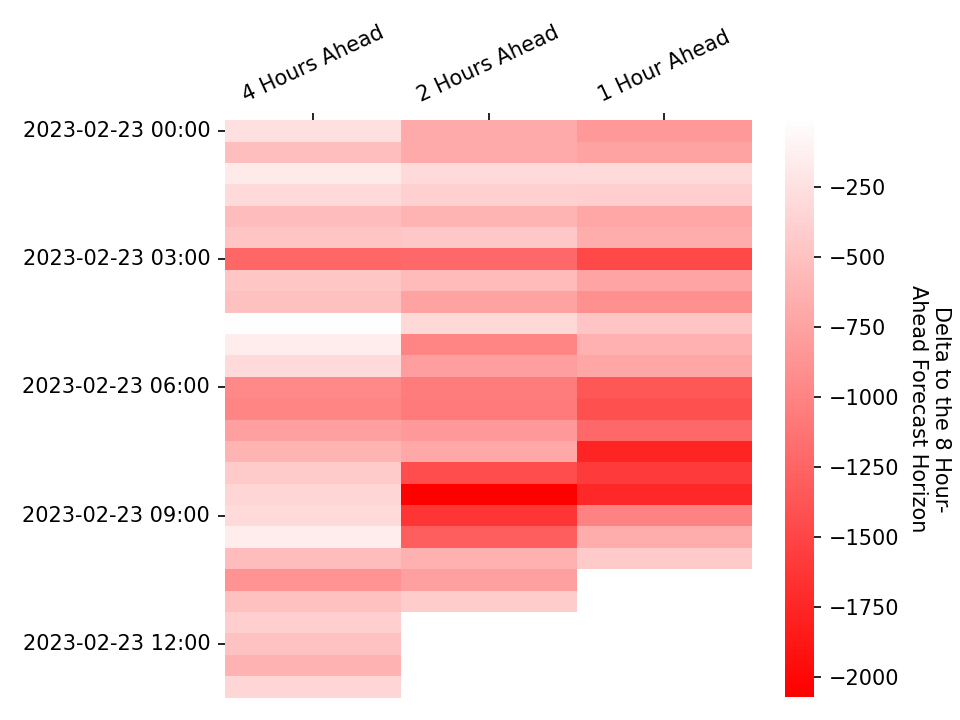 4 Hours Ahead
2 Hours Ahead
1 Hour Ahead
2023-02-23 00:00
2023-02-23 03:00
2023-02-23 06:00
2023-02-23 09:00
2023-02-23 12:00
−250
−500
−750
−1000
−1250
−1500
−1750
−2000
Delta to the 8 Hour-
Ahead Forecast Horizon